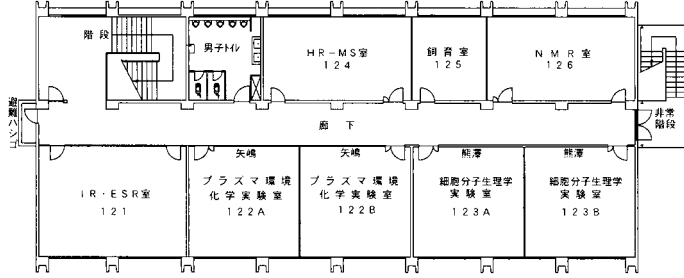 階段
男子トイレ
HR-MS室
124
飼育室
125
NMR室
126
避難ハシゴ
廊下
非常
階段
IR・ESR室
121
矢嶋
プラズマ環境
化学実験室
122A
矢嶋
プラズマ環境
化学実験室
122B
熊澤
細胞分子生理学
実験室
123A
熊澤
細胞分子生理学
実験室
123B